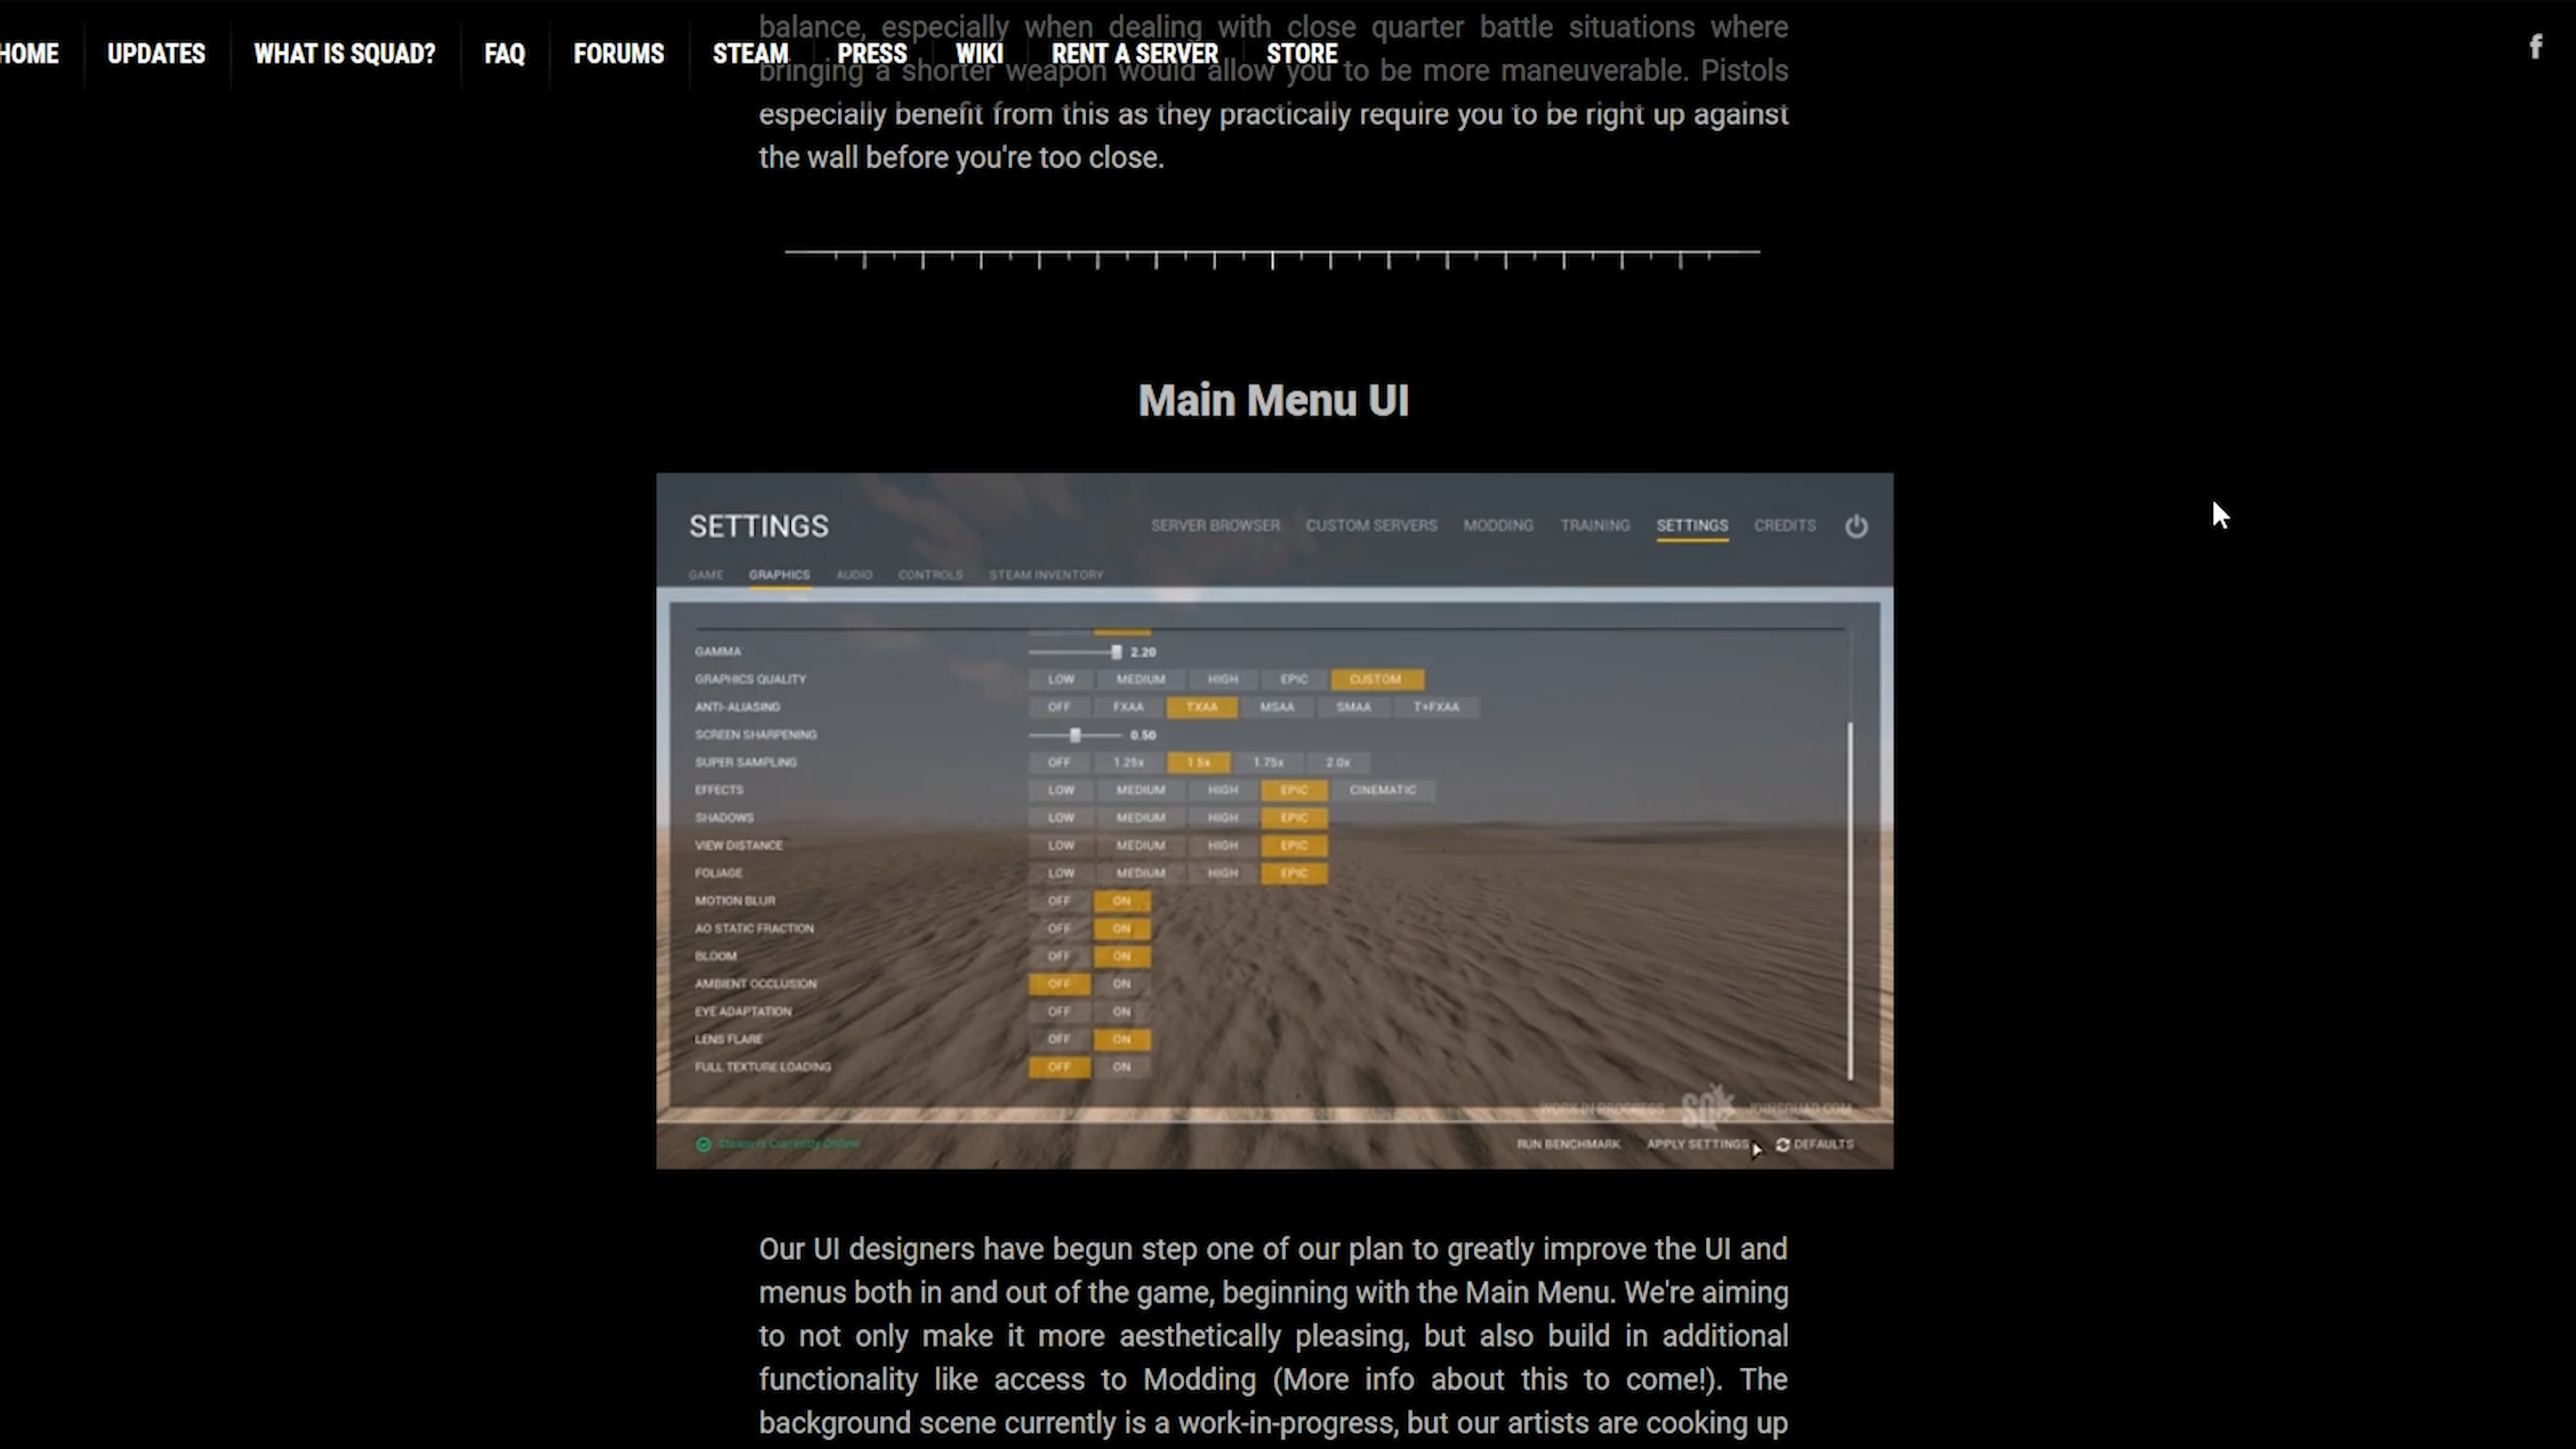 HOME UPDATES WHAT IS SQUAD? FAQ FORUMS STEAM PRESS WIKI RENT A SERVER STORE f
balance, especially when dealing with close quarter battle situations where
bringing a shorter weapon would allow you to be more maneuverable. Pistols
especially benefit from this as they practically require you to be right up against
the wall before you're too close.
Main Menu UI
SETTINGS SERVER BROWSER CUSTOM SERVERS MODDING TRAINING SETTINGS CREDITS
GAME GRAPHICS AUDIO CONTROLS STEAM INVENTORY
GAMMA 2.20
GRAPHICS QUALITY LOW MEDIUM HIGH EPIC CUSTOM
ANTI-ALIASING OFF FXAA TXAA MSAA SMAA T+FXAA
SCREEN SHARPENING 0.50
SUPER SAMPLING OFF 1.25x 1.5x 1.75x 2.0x
EFFECTS LOW MEDIUM HIGH EPIC CINEMATIC
SHADOWS LOW MEDIUM HIGH EPIC
VIEW DISTANCE LOW MEDIUM HIGH EPIC
FOLIAGE LOW MEDIUM HIGH EPIC
MOTION BLUR OFF ON
AO STATIC FRACTION OFF ON
BLOOM OFF ON
AMBIENT OCCLUSION OFF ON
EYE ADAPTATION OFF ON
LENS FLARE OFF ON
FULL TEXTURE LOADING OFF ON
WORK IN PROGRESS SQ JOINSQUAD.COM
Steam is Currently Online RUN BENCHMARK APPLY SETTINGS DEFAULTS
Our UI designers have begun step one of our plan to greatly improve the UI and
menus both in and out of the game, beginning with the Main Menu. We're aiming
to not only make it more aesthetically pleasing, but also build in additional
functionality like access to Modding (More info about this to come!). The
background scene currently is a work-in-progress, but our artists are cooking up